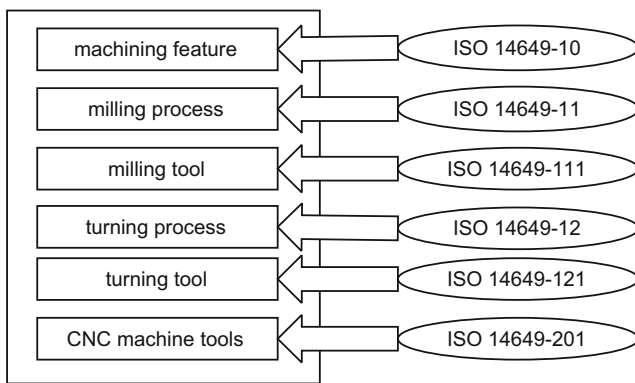 machining feature
ISO 14649-10
milling process
ISO 14649-11
milling tool
ISO 14649-111
turning process
ISO 14649-12
turning tool
ISO 14649-121
CNC machine tools
ISO 14649-201